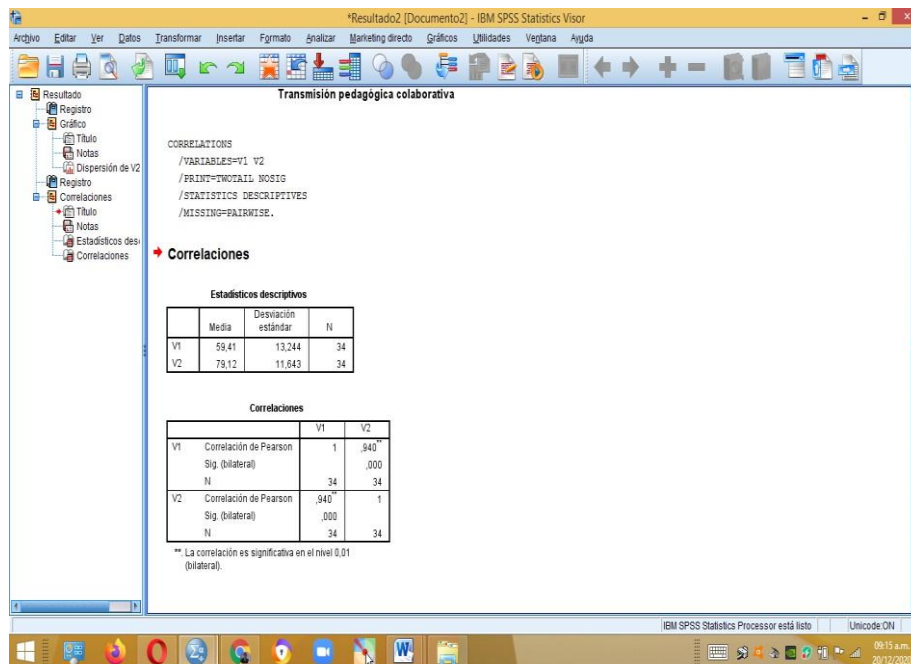 *Resultado2 [Documento2] - IBM SPSS Statistics Visor
Archivo Editar Ver Datos Transformar Insertar Formato Analizar Marketing directo Gráficos Utilidades Ventana Ayuda
Resultado
Registro
Gráfico
Título
Notas
Dispersión de V2
Registro
Correlaciones
Título
Notas
Estadísticos des
Correlaciones
Transmisión pedagógica colaborativa
CORRELATIONS
/VARIABLES=V1 V2
/PRINT=TWOTAIL NOSIG
/STATISTICS DESCRIPTIVES
/MISSING=PAIRWISE.
Correlaciones
Estadísticos descriptivos
Media Desviación estándar N
V1 59,41 13,244 34
V2 79,12 11,643 34
Correlaciones
V1 V2
V1 Correlación de Pearson 1 ,940**
Sig. (bilateral) ,000
N 34 34
V2 Correlación de Pearson ,940** 1
Sig. (bilateral) ,000
N 34 34
**. La correlación es significativa en el nivel 0,01
(bilateral).
IBM SPSS Statistics Processor está listo Unicode:ON
09:15 a.m.
20/12/2020